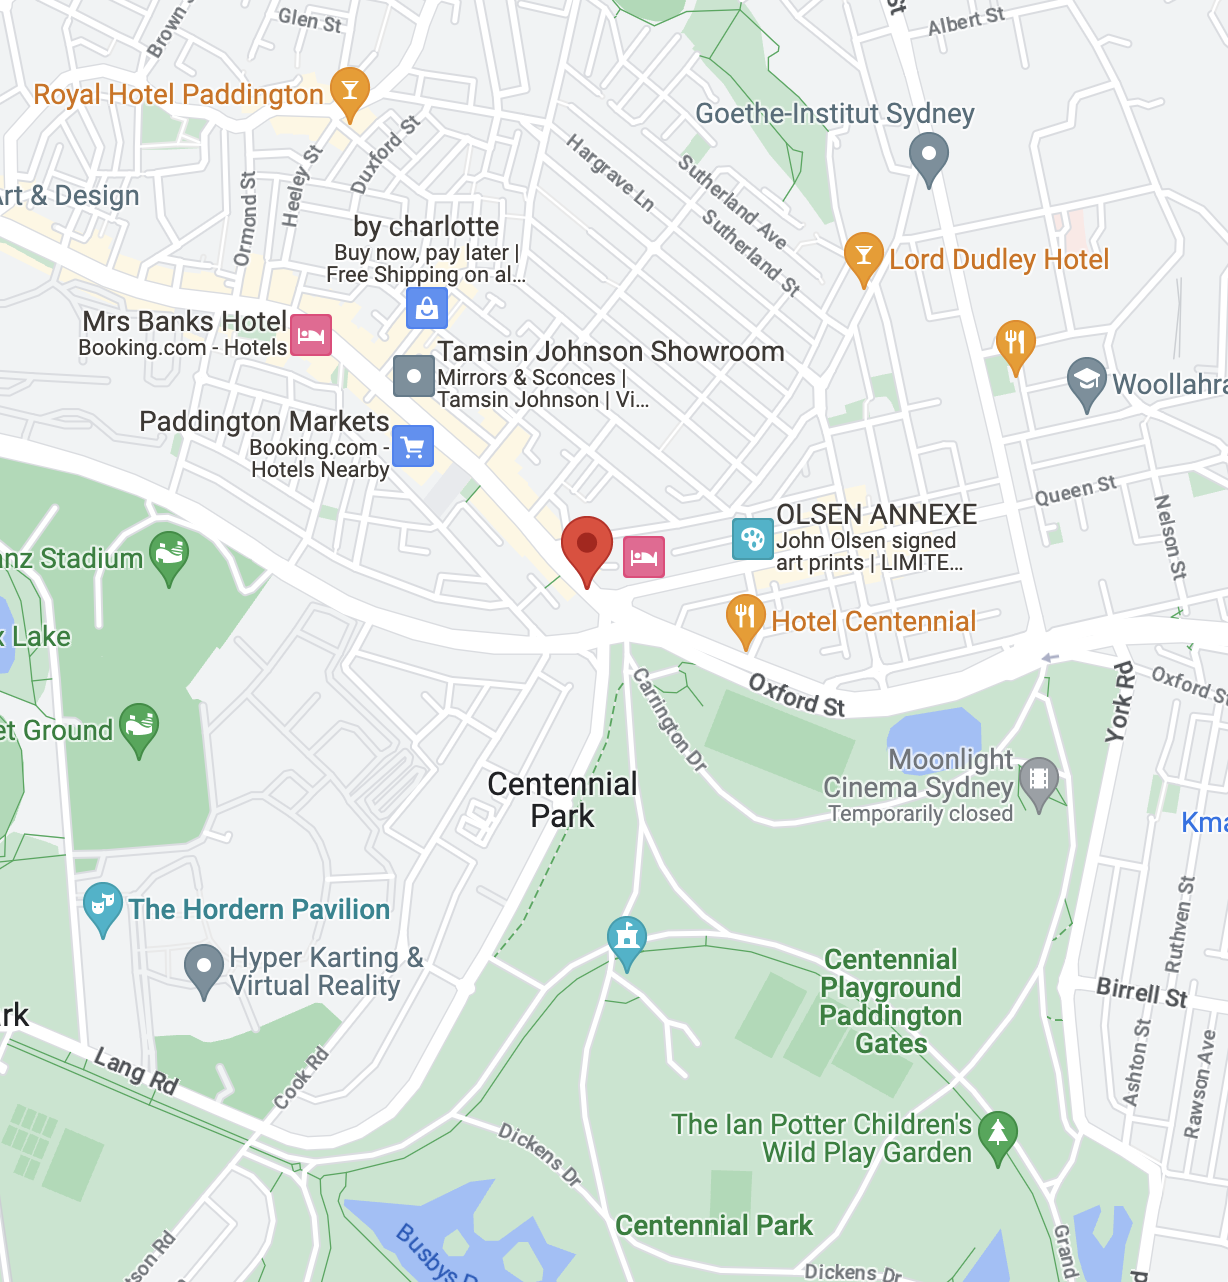 Glen St
Brown S
St
Albert St
Royal Hotel Paddington
Goethe-Institut Sydney
Duxford St
Heeley St
Ormond St
Hargrave Ln
Sutherland Ave
Sutherland St
Art & Design
by charlotte
Buy now, pay later |
Free Shipping on al...
Lord Dudley Hotel
Mrs Banks Hotel
Booking.com - Hotels
Tamsin Johnson Showroom
Mirrors & Sconces |
Tamsin Johnson | Vi...
Woollahra
Paddington Markets
Booking.com -
Hotels Nearby
Queen St
Nelson St
OLSEN ANNEXE
John Olsen signed
art prints | LIMITE...
anz Stadium
Hotel Centennial
x Lake
Oxford St
Carrington Dr
York Rd
Oxford St
et Ground
Moonlight
Cinema Sydney
Temporarily closed
Centennial
Park
Kma
The Hordern Pavilion
Hyper Karting &
Virtual Reality
Ruthven St
Centennial
Playground
Paddington
Gates
Birrell St
ark
Lang Rd
Cook Rd
Ashton St
Rawson Ave
The Ian Potter Children's
Wild Play Garden
Dickens Dr
Centennial Park
Busbys P
tson Rd
Grand
Dickens Dr
d